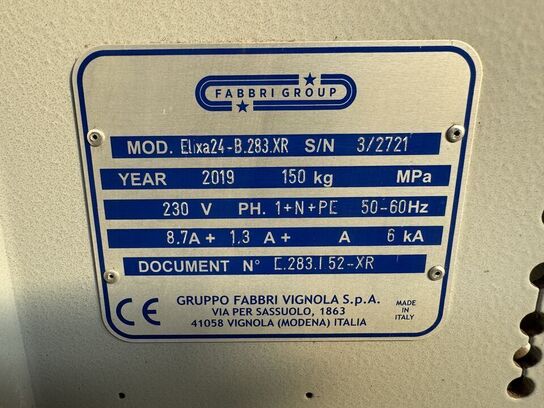 FABBRI GROUP
MOD. Elixa24-B.283.XR S/N 3/2721
YEAR 2019 150 kg MPa
230 V PH. 1+N+PE 50-60Hz
8.7A+ 1.3 A+ A 6 kA
DOCUMENT N° E.283.I52-XR
CE GRUPPO FABBRI VIGNOLA S.p.A.
VIA PER SASSUOLO, 1863
41058 VIGNOLA (MODENA) ITALIA
MADE
IN
ITALY